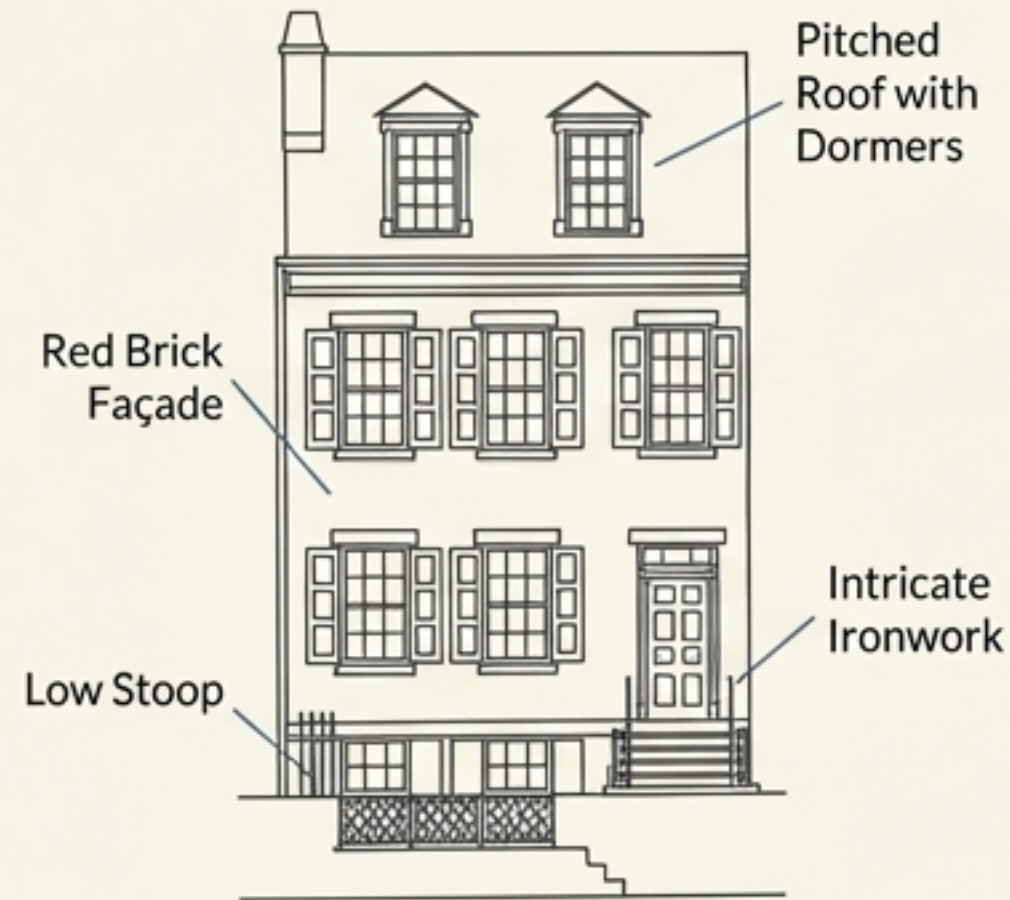 Pitched
Roof with
Dormers
Red Brick
Façade
Intricate
Ironwork
Low Stoop